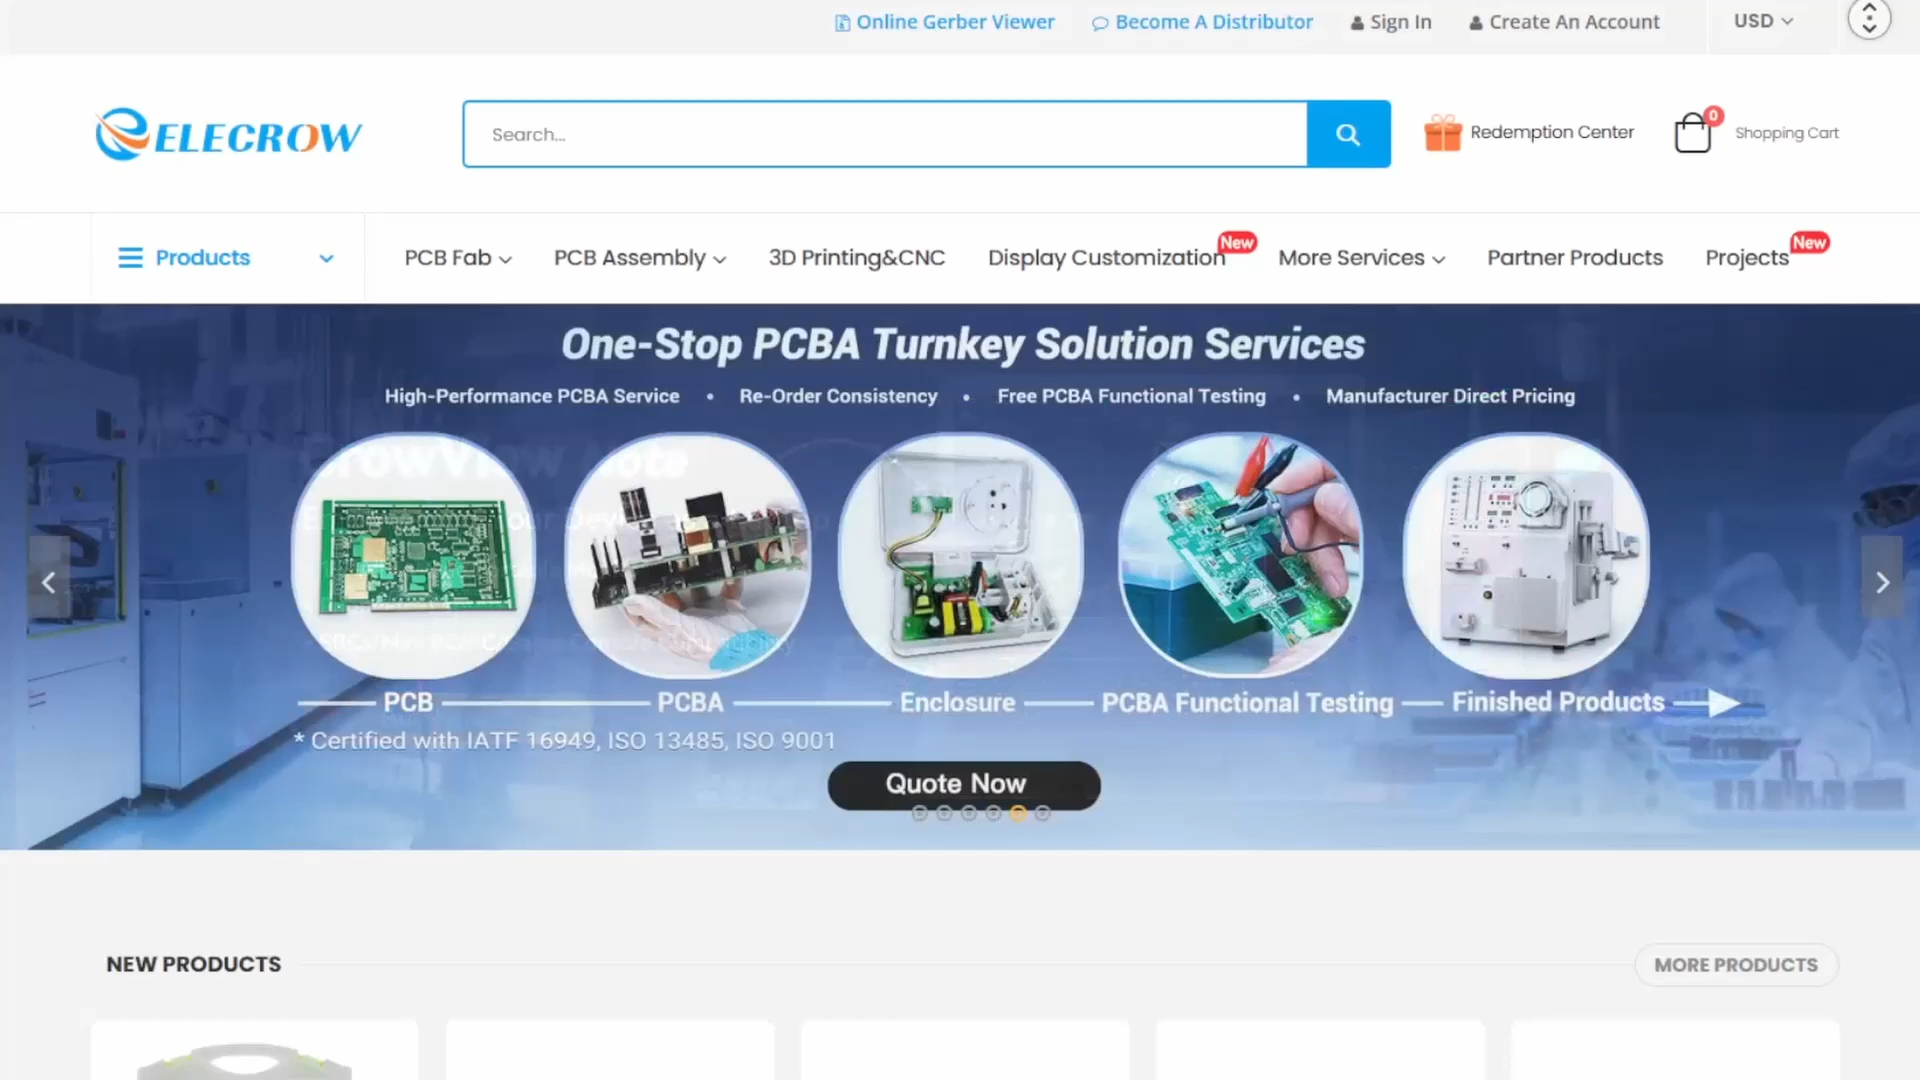 Online Gerber Viewer Become A Distributor Sign In Create An Account USD
ELECROW
Search...
Redemption Center
0
Shopping Cart
Products
PCB Fab
PCB Assembly
3D Printing&CNC
Display Customization
New
More Services
Partner Products
Projects
New
One-Stop PCBA Turnkey Solution Services
High-Performance PCBA Service • Re-Order Consistency • Free PCBA Functional Testing • Manufacturer Direct Pricing
PCB
PCBA
Enclosure
PCBA Functional Testing
Finished Products
* Certified with IATF 16949, ISO 13485, ISO 9001
Quote Now
NEW PRODUCTS
MORE PRODUCTS